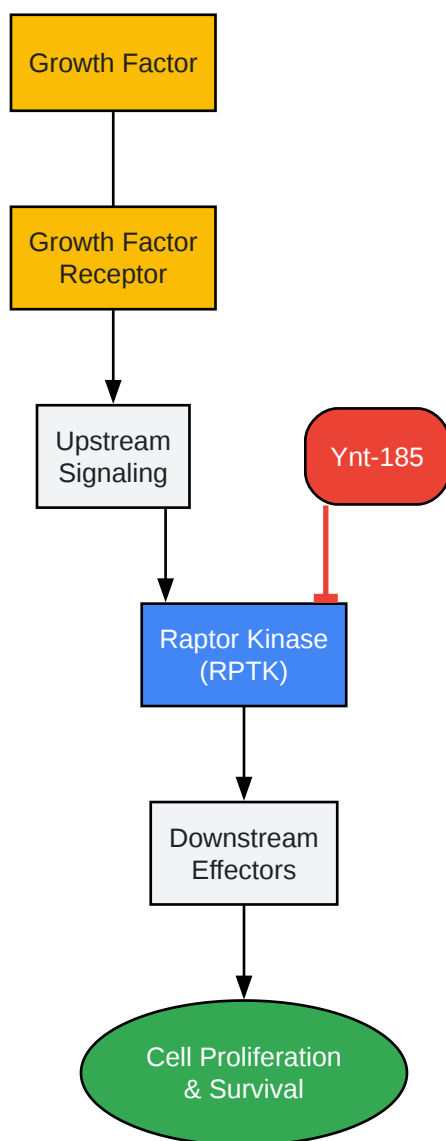 Growth Factor
Growth Factor
Receptor
Upstream
Signaling
Ynt-185
Raptor Kinase
(RPTK)
Downstream
Effectors
Cell Proliferation
& Survival